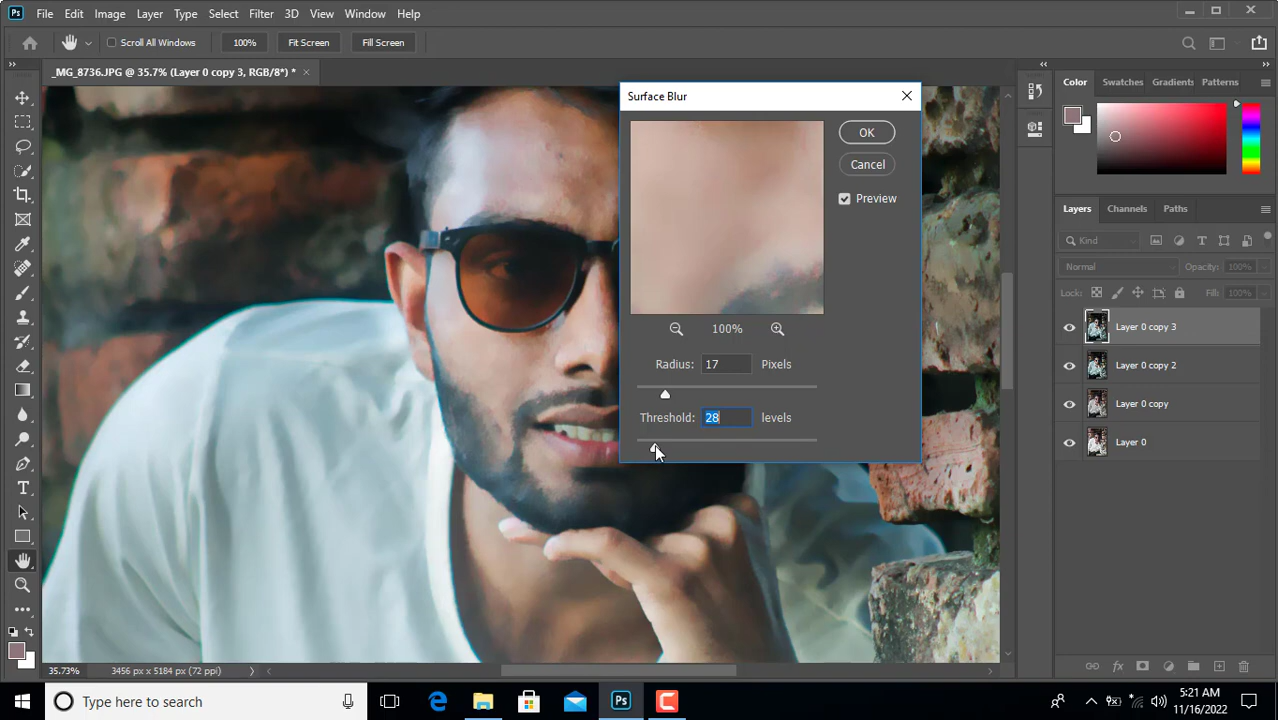 Ps File Edit Image Layer Type Select Filter 3D View Window Help
Scroll All Windows 100% Fit Screen Fill Screen
_MG_8736.JPG @ 35.7% (Layer 0 copy 3, RGB/8*) * ×
Surface Blur
OK
Cancel
Preview
100%
Radius: 17 Pixels
Threshold: 28 levels
Color Swatches Gradients Patterns
Layers Channels Paths
Kind
Normal Opacity: 100%
Lock: Fill: 100%
Layer 0 copy 3
Layer 0 copy 2
Layer 0 copy
Layer 0
35.73% 3456 px x 5184 px (72 ppi)
Type here to search
Ps
5:21 AM
11/16/2022